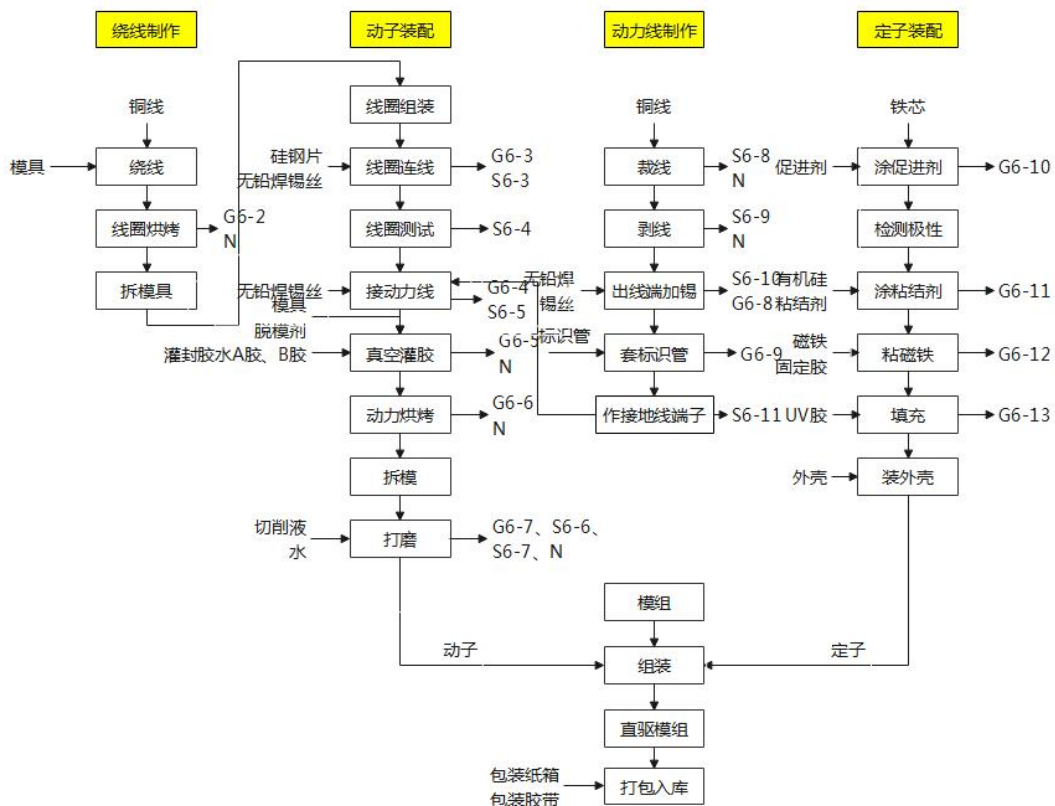 绕线制作
动子装配
动力线制作
定子装配
线圈组装
铜线
铜线
铁芯
模具
绕线
硅钢片
无铅焊锡丝
线圈连线
G6-3
S6-3
裁线
S6-8
N
促进剂
涂促进剂
G6-10
线圈烘烤
G6-2
N
线圈测试
S6-4
剥线
S6-9
N
检测极性
拆模具
无铅焊锡丝
接动力线
G6-4
S6-5
无铅焊
锡丝
出线端加锡
S6-10
G6-8
有机硅
粘结剂
涂粘结剂
G6-11
模具
脱模剂
灌封胶水A胶、B胶
真空灌胶
G6-5
N
标识管
套标识管
G6-9
磁铁
固定胶
粘磁铁
G6-12
动力烘烤
G6-6
N
作接地线端子
S6-11
UV胶
填充
G6-13
拆模
外壳
装外壳
切削液
水
打磨
G6-7、S6-6、
S6-7、N
模组
动子
组装
定子
直驱模组
包装纸箱
包装胶带
打包入库